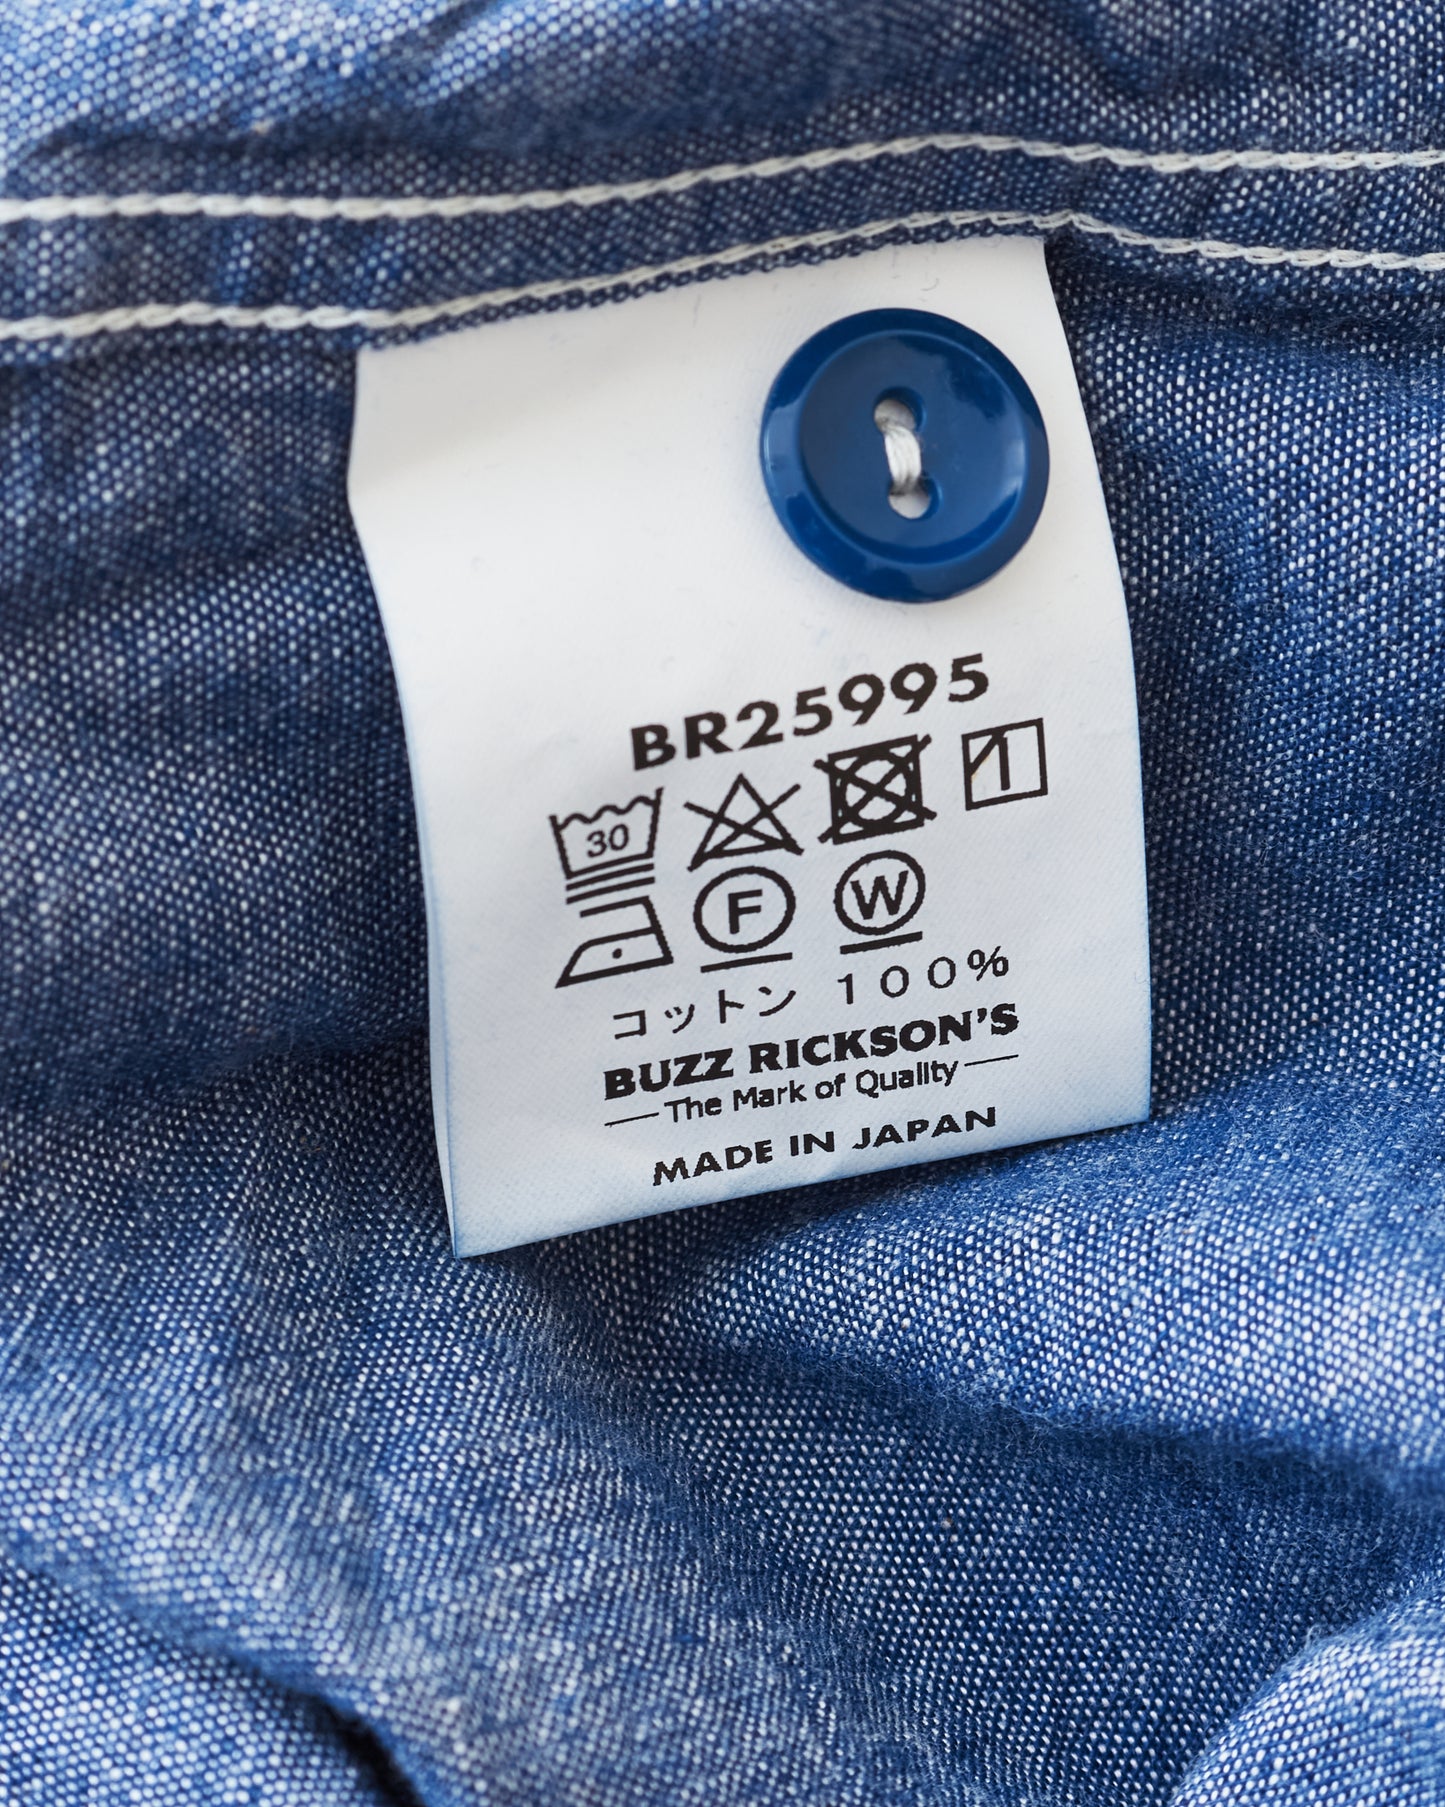 BR25995
30
F W
コットン 100%
BUZZ RICKSON'S
The Mark of Quality
MADE IN JAPAN